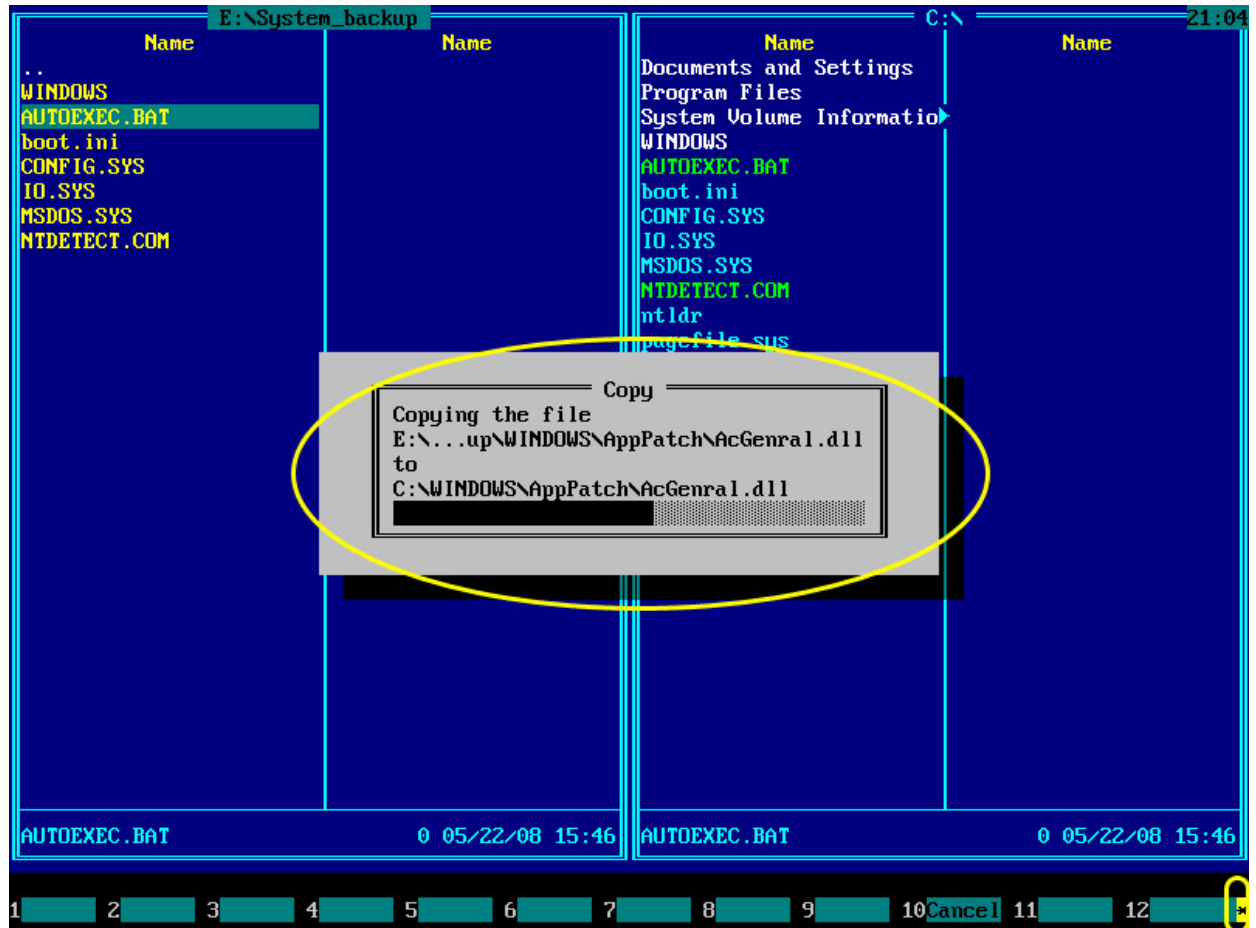 E:\System_backup
Name Name
..
WINDOWS
AUTOEXEC.BAT
boot.ini
CONFIG.SYS
IO.SYS
MSDOS.SYS
NTDETECT.COM
AUTOEXEC.BAT 0 05/22/08 15:46
C:\ 21:04
Name Name
Documents and Settings
Program Files
System Volume Informatio
WINDOWS
AUTOEXEC.BAT
boot.ini
CONFIG.SYS
IO.SYS
MSDOS.SYS
NTDETECT.COM
ntldr
pagefile.sys
AUTOEXEC.BAT 0 05/22/08 15:46
Copy
Copying the file
E:\...up\WINDOWS\AppPatch\AcGenral.dll
to
C:\WINDOWS\AppPatch\AcGenral.dll
1 2 3 4 5 6 7 8 9 10Cancel 11 12 *